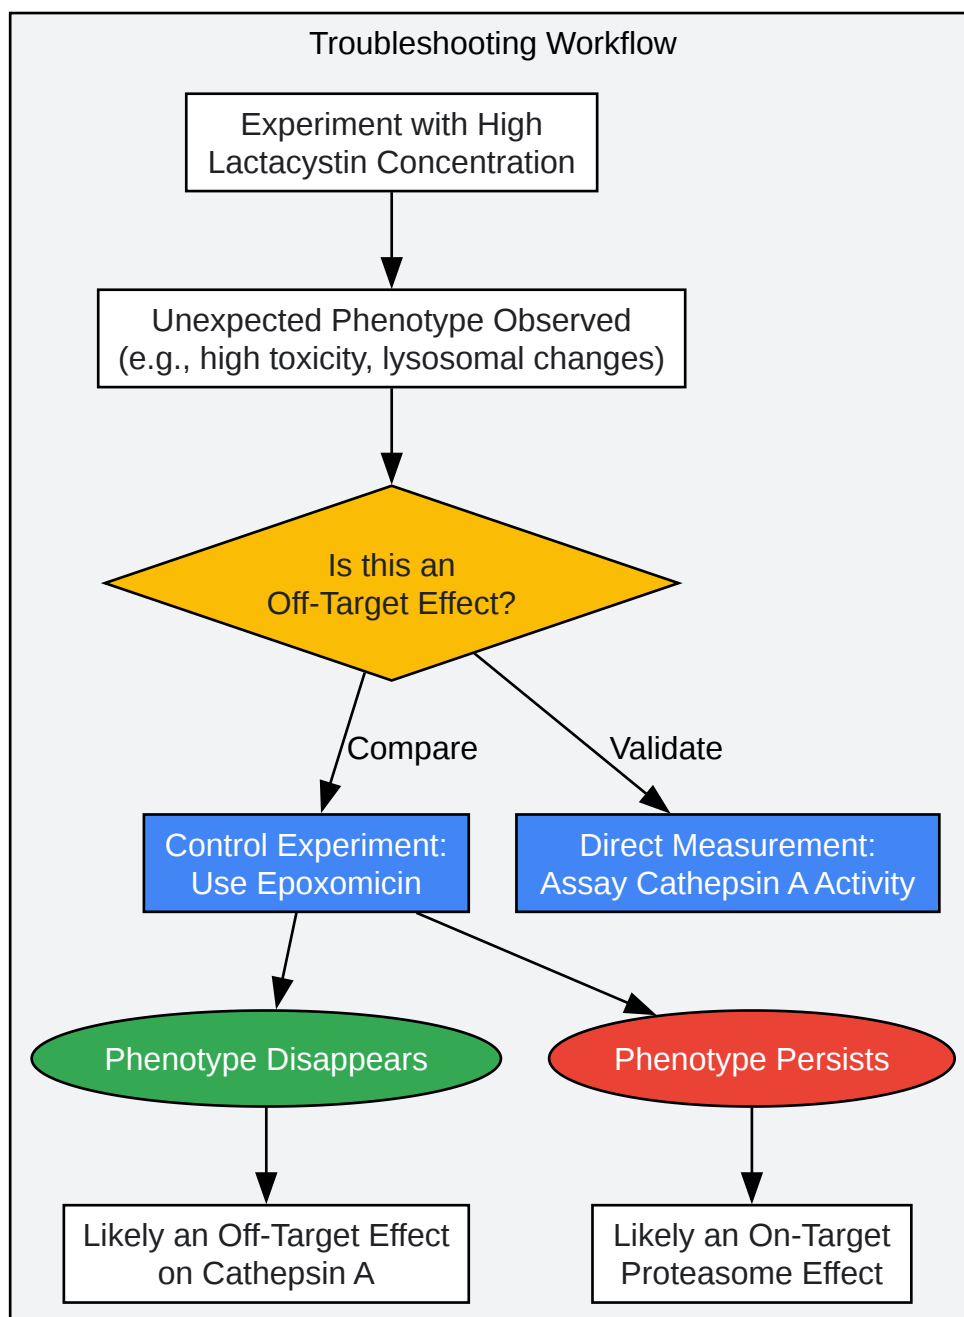 Troubleshooting Workflow
Experiment with High
Lactacystin Concentration
Unexpected Phenotype Observed
(e.g., high toxicity, lysosomal changes)
Is this an
Off-Target Effect?
Compare
Validate
Control Experiment:
Use Epoxomicin
Direct Measurement:
Assay Cathepsin A Activity
Phenotype Disappears
Phenotype Persists
Likely an Off-Target Effect
on Cathepsin A
Likely an On-Target
Proteasome Effect